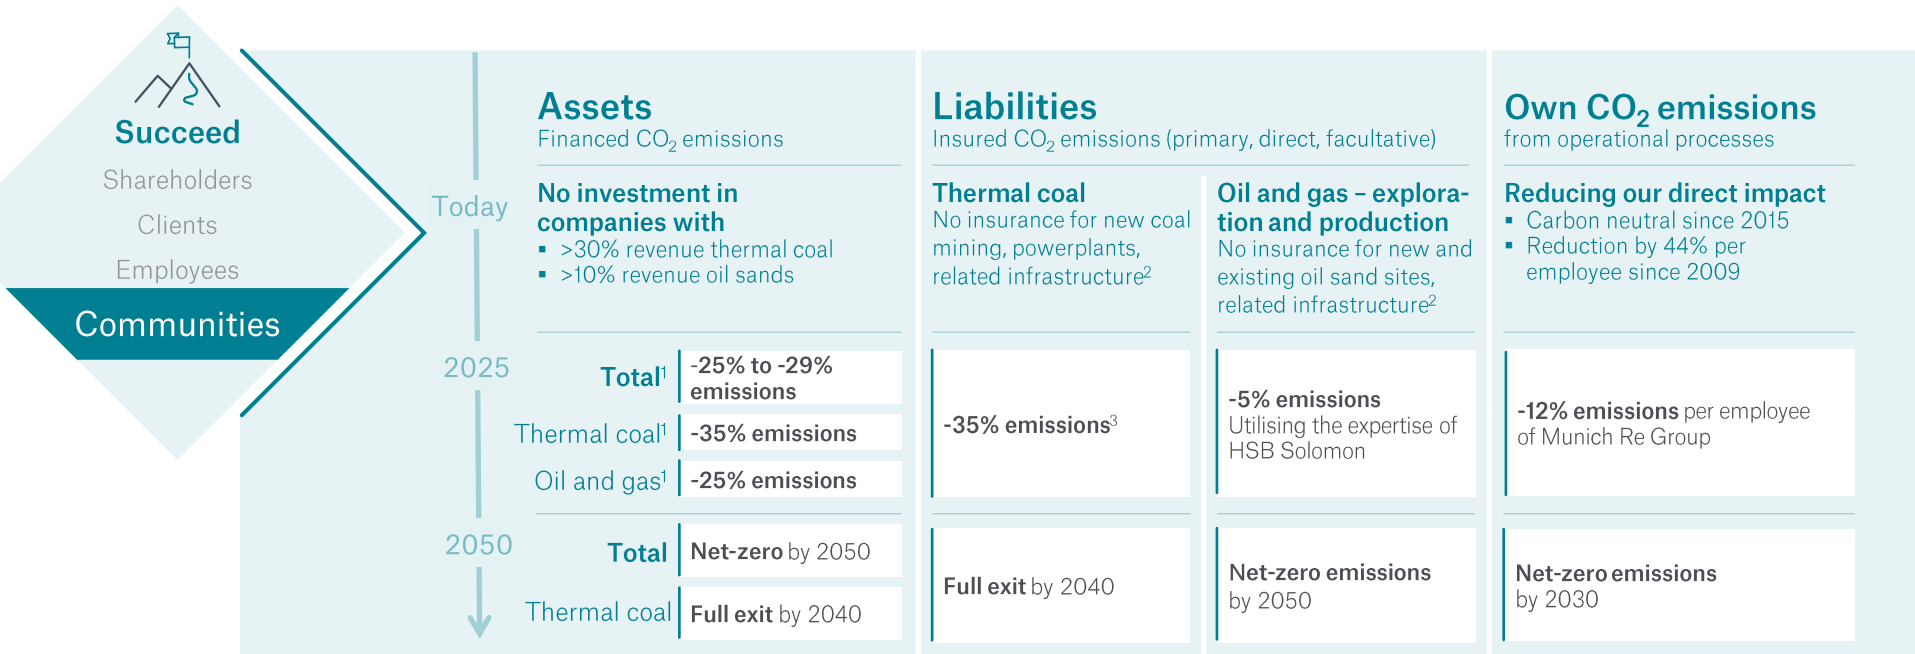 Succeed
Shareholders
Clients
Employees
Communities
Today
2025
2050
Assets
Financed CO₂ emissions
No investment in
companies with
▪ >30% revenue thermal coal
▪ >10% revenue oil sands
Total¹
-25% to -29%
emissions
Thermal coal¹
-35% emissions
Oil and gas¹
-25% emissions
Total
Net-zero by 2050
Thermal coal
Full exit by 2040
Liabilities
Insured CO₂ emissions (primary, direct, facultative)
Thermal coal
No insurance for new coal
mining, powerplants,
related infrastructure²
-35% emissions³
Full exit by 2040
Oil and gas – explora-
tion and production
No insurance for new and
existing oil sand sites,
related infrastructure²
-5% emissions
Utilising the expertise of
HSB Solomon
Net-zero emissions
by 2050
Own CO₂ emissions
from operational processes
Reducing our direct impact
▪ Carbon neutral since 2015
▪ Reduction by 44% per
employee since 2009
-12% emissions per employee
of Munich Re Group
Net-zero emissions
by 2030